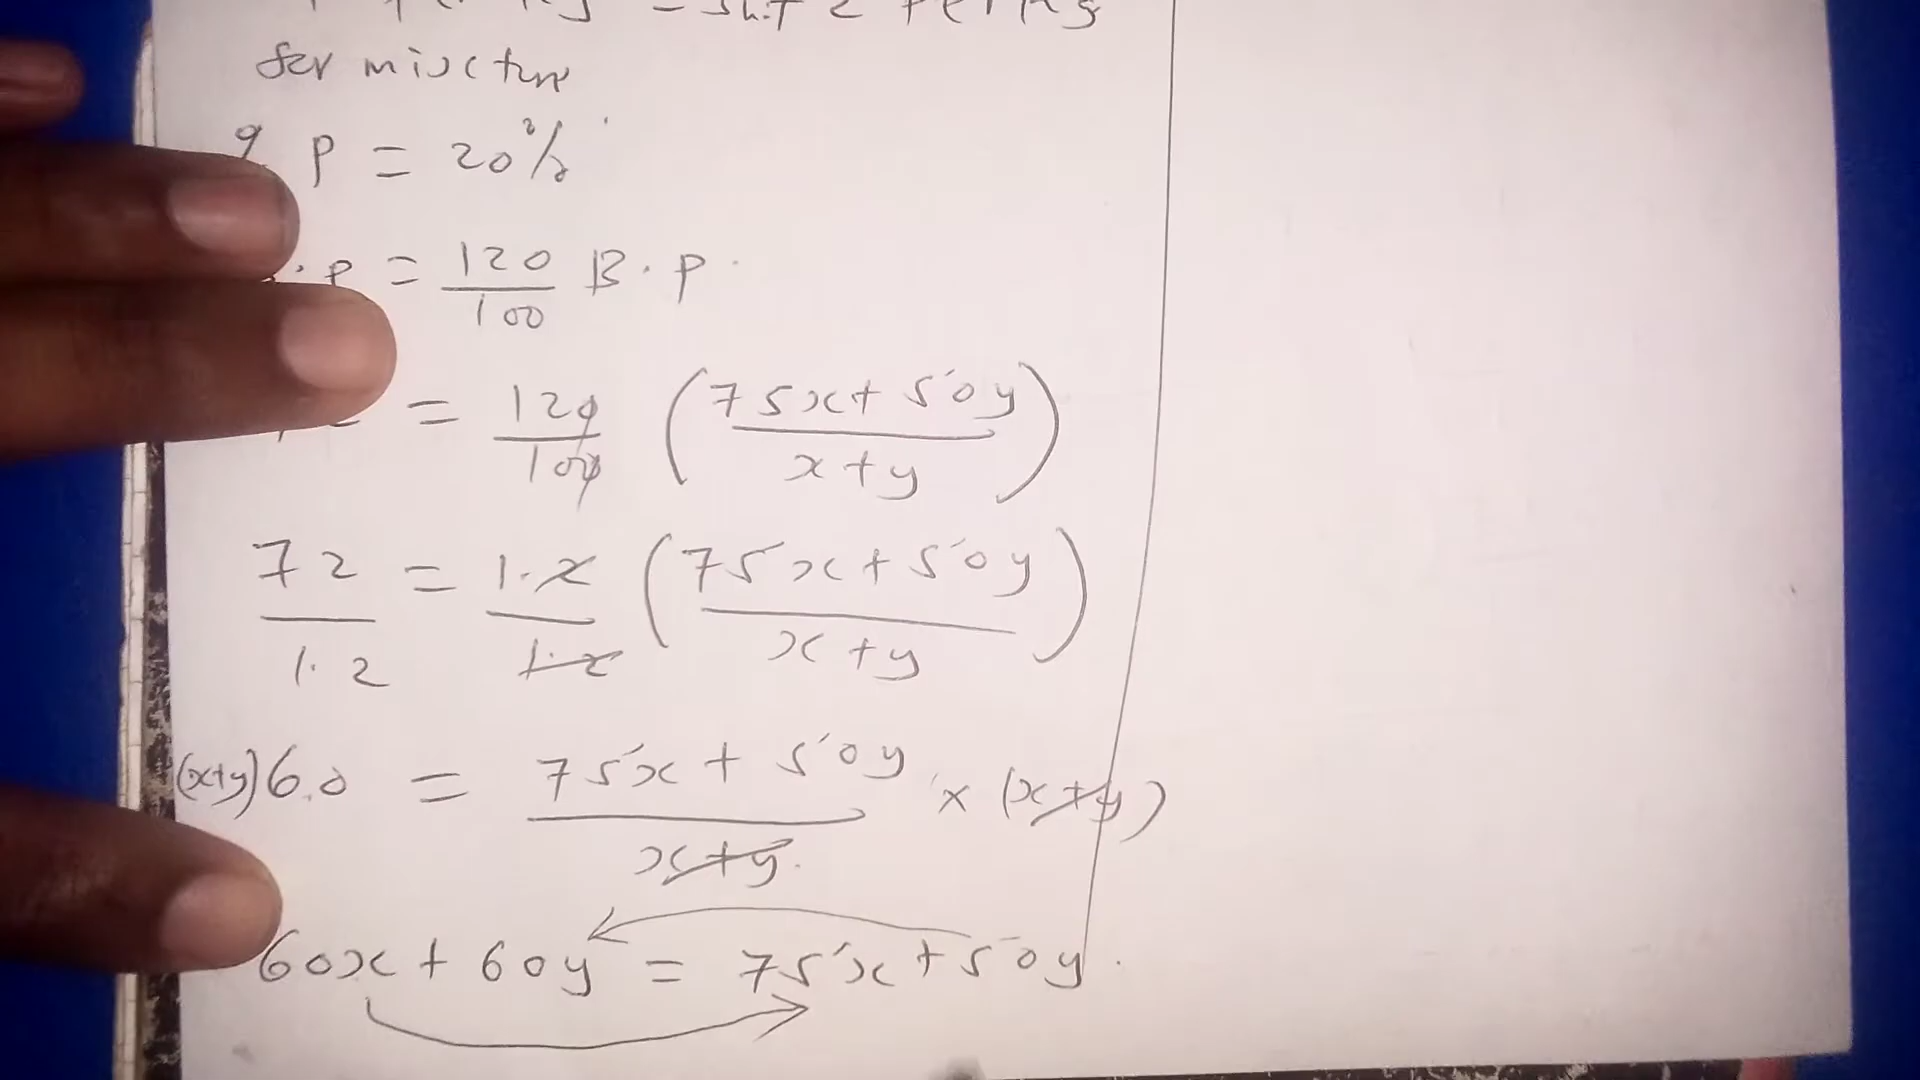 for mixture
% P = 20%
.P = 120/100 B.P.
= 120/100 (75x + 50y / x + y)
72/1.2 = 1.2/1.2 (75x + 50y / x + y)
(x+y)60 = 75x + 50y / x+y × (x+y)
60x + 60y = 75x + 50y.